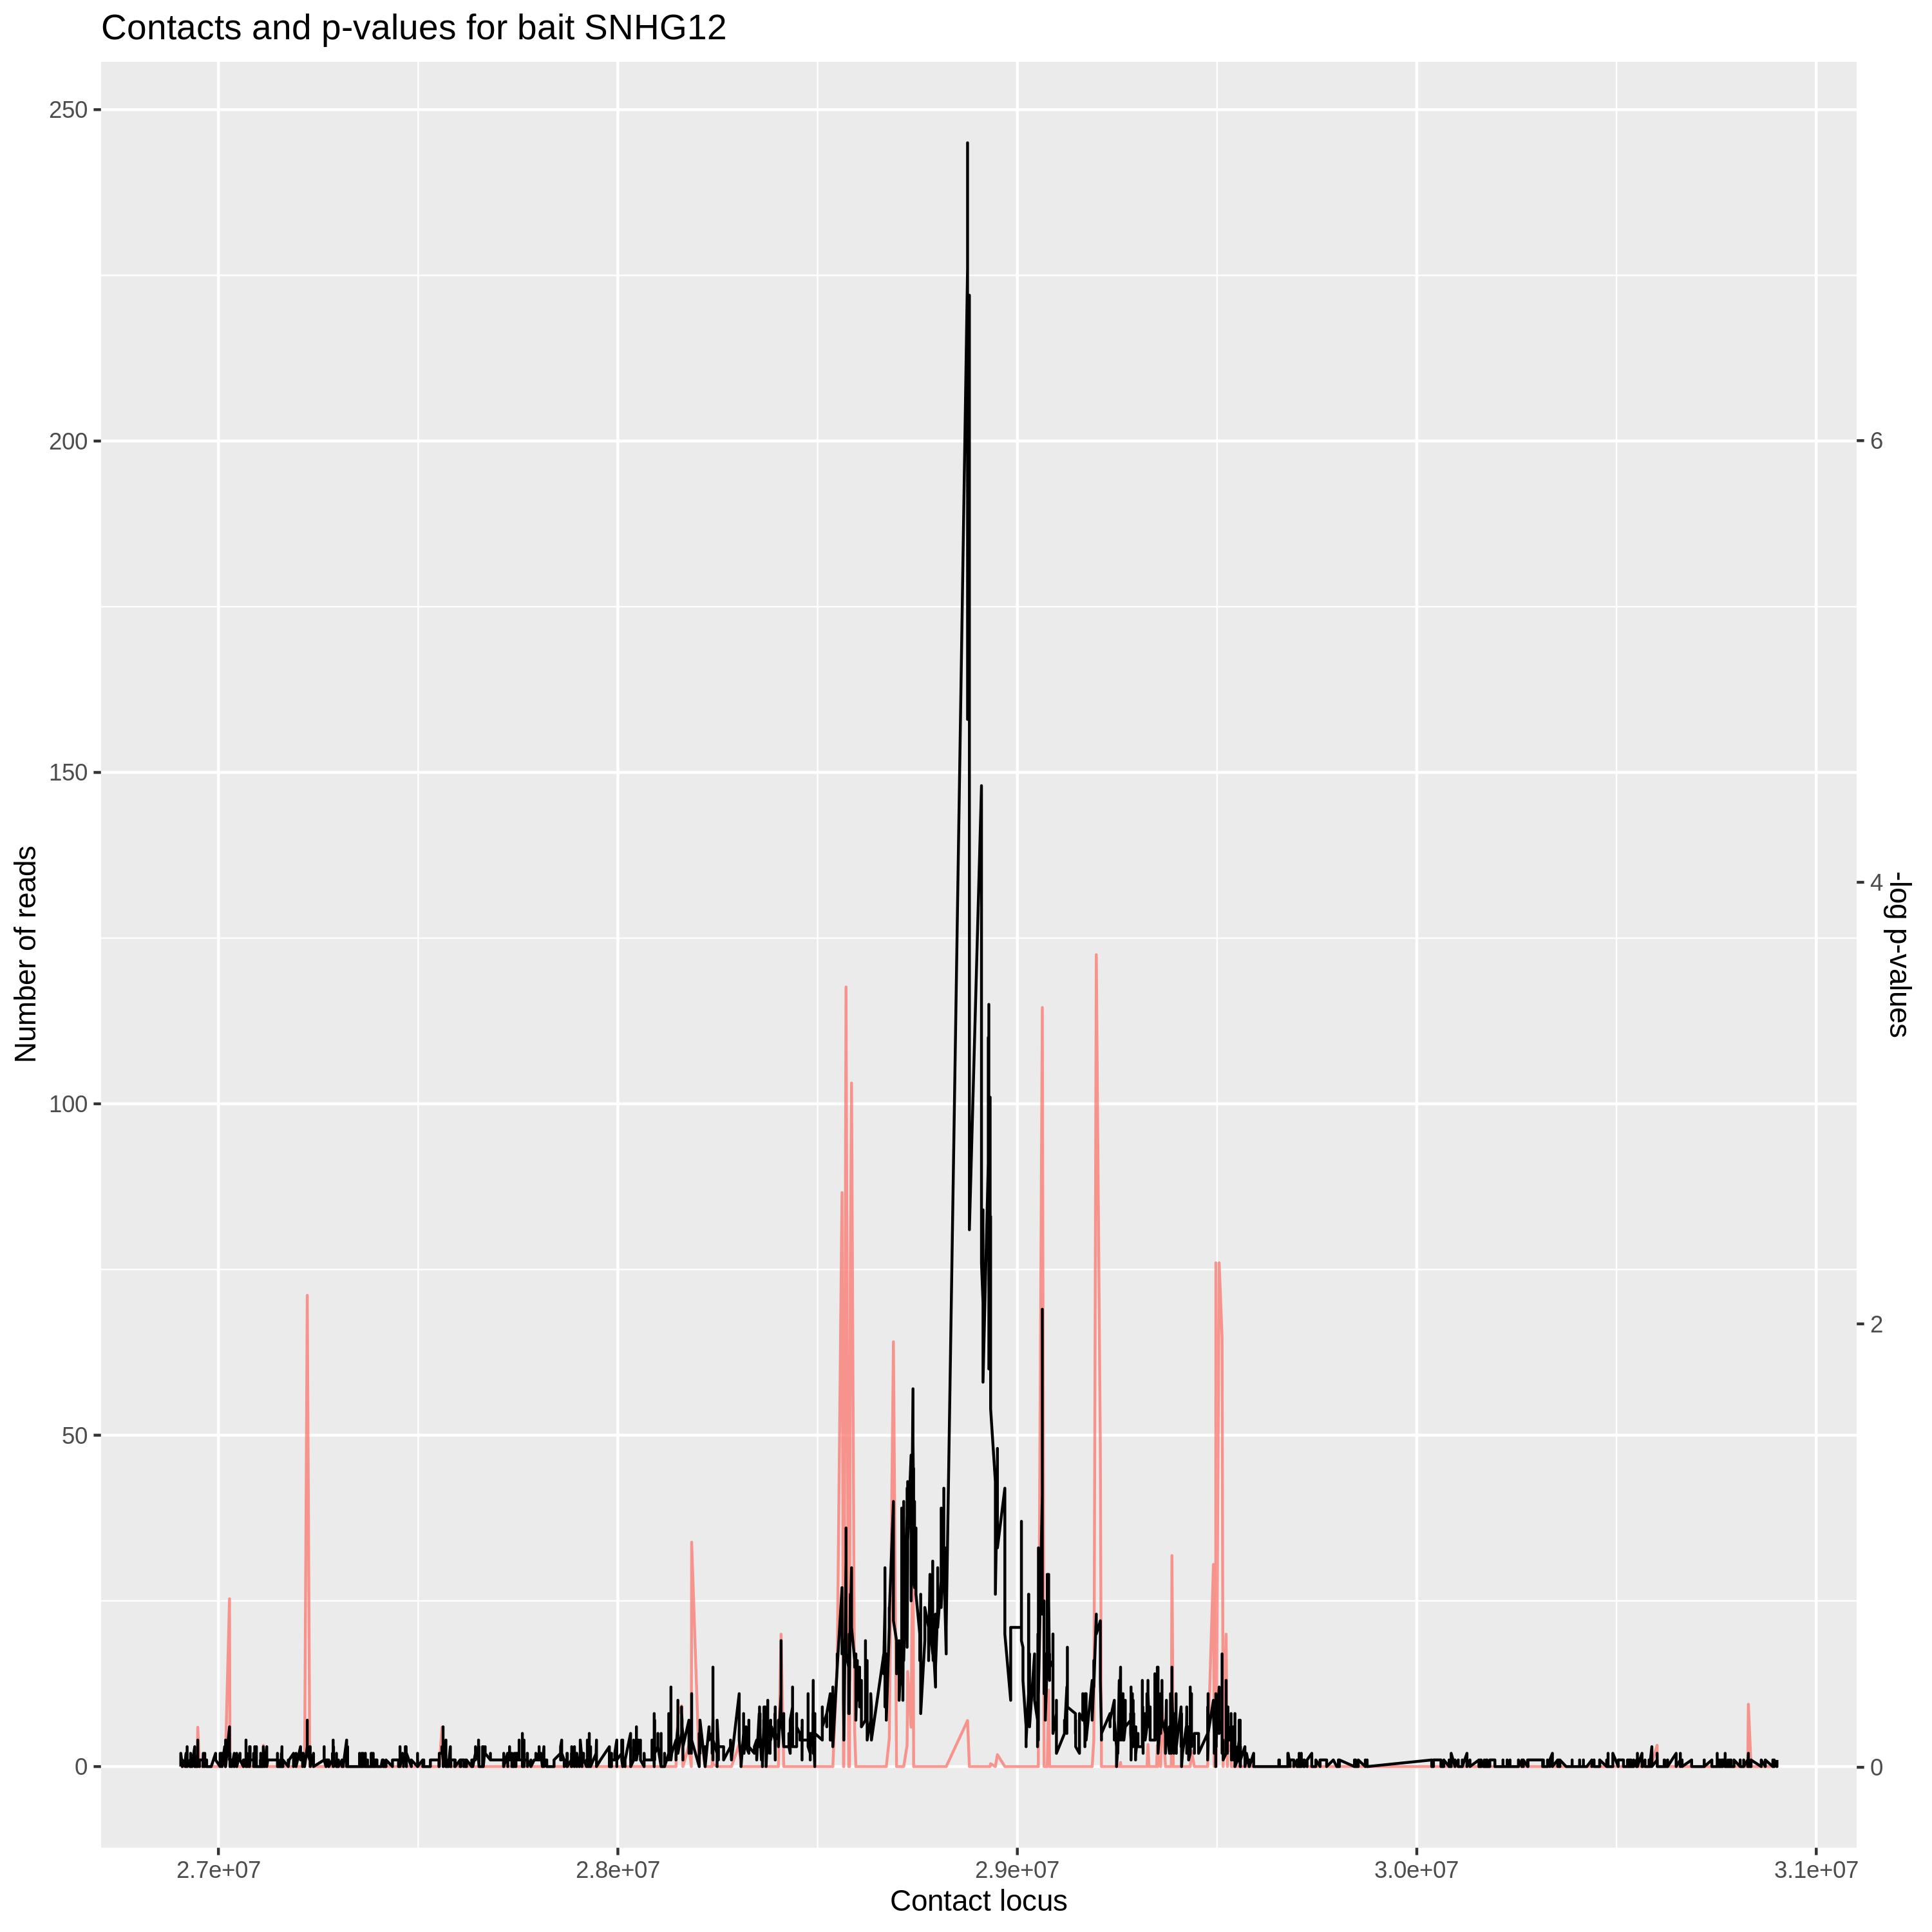 Contacts and p-values for bait SNHG12
250
200
150
100
50
0
Number of reads
6
4
2
0
-log p-values
2.7e+07
2.8e+07
2.9e+07
3.0e+07
3.1e+07
Contact locus